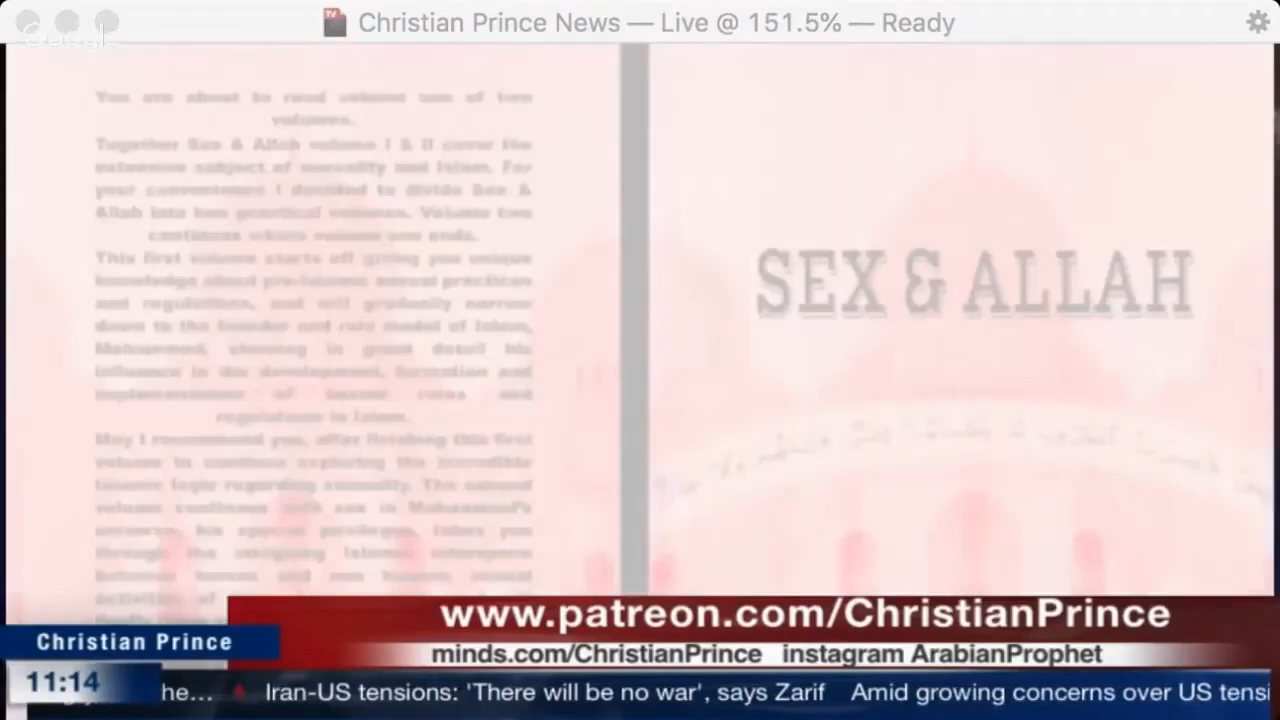 Christian Prince News — Live @ 151.5% — Ready
Google
You are about to read volume one of two
volumes.
Together Sex & Allah volume I & II cover the
extensive subject of sexuality and Islam. For
your convenience I decided to divide Sex &
Allah into two practical volumes. Volume two
continues where volume one ends.
This first volume starts off giving you unique
knowledge about pre-Islamic sexual practices
and regulations, and will gradually narrow
down to the founder and role model of Islam,
Mohammed, showing in great detail his
influence in the development, formation and
implementation of sexual rules and
regulations in Islam.
May I recommend you, after finishing this first
volume to continue exploring the incredible
Islamic logic regarding sexuality. The second
volume continues with sex in Mohammed's
universe, his special privileges, takes you
through the intriguing Islamic
between human and non human sexual
activities of
SEX & ALLAH
www.patreon.com/ChristianPrince
Christian Prince
minds.com/ChristianPrince instagram ArabianProphet
11:14
he... Iran-US tensions: 'There will be no war', says Zarif Amid growing concerns over US tensi